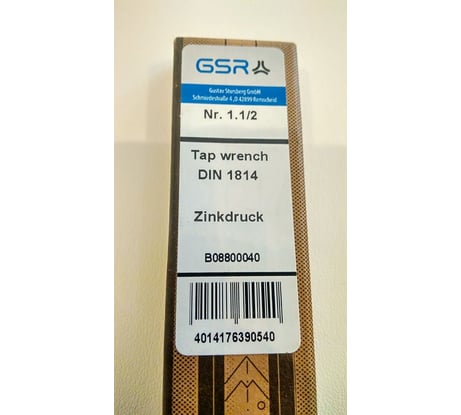 GSR
Gustav Stursberg GmbH
Schmiedestraße 4, D 42899 Remscheid
Nr. 1.1/2
Tap wrench
DIN 1814
Zinkdruck
B08800040
4014176390540